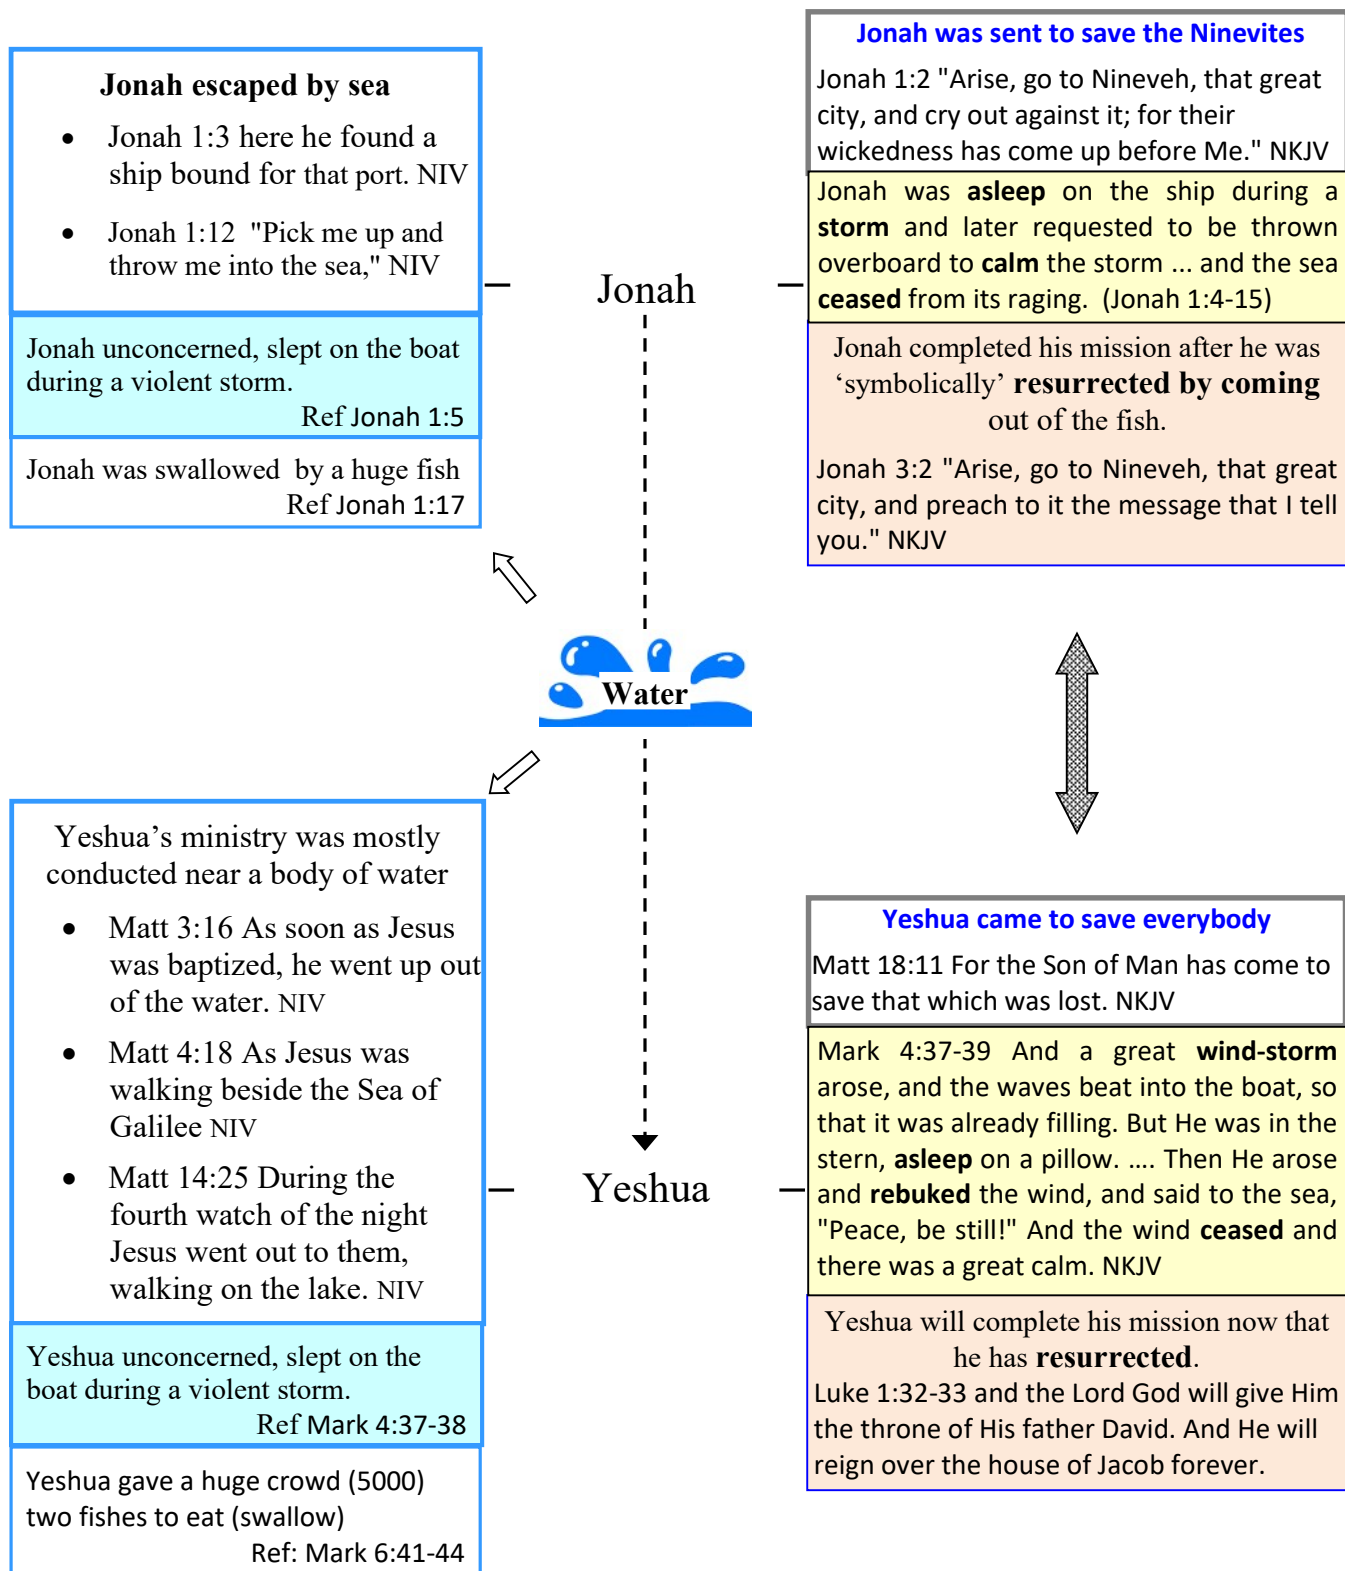 Jonah escaped by sea
• Jonah 1:3 here he found a
ship bound for that port. NIV
• Jonah 1:12 "Pick me up and
throw me into the sea," NIV
Jonah unconcerned, slept on the boat
during a violent storm.
Ref Jonah 1:5
Jonah was swallowed by a huge fish
Ref Jonah 1:17
Jonah
Jonah was sent to save the Ninevites
Jonah 1:2 "Arise, go to Nineveh, that great
city, and cry out against it; for their
wickedness has come up before Me." NKJV
Jonah was asleep on the ship during a
storm and later requested to be thrown
overboard to calm the storm ... and the sea
ceased from its raging. (Jonah 1:4-15)
Jonah completed his mission after he was
‘symbolically’ resurrected by coming
out of the fish.
Jonah 3:2 "Arise, go to Nineveh, that great
city, and preach to it the message that I tell
you." NKJV
Water
Yeshua’s ministry was mostly
conducted near a body of water
• Matt 3:16 As soon as Jesus
was baptized, he went up out
of the water. NIV
• Matt 4:18 As Jesus was
walking beside the Sea of
Galilee NIV
• Matt 14:25 During the
fourth watch of the night
Jesus went out to them,
walking on the lake. NIV
Yeshua unconcerned, slept on the
boat during a violent storm.
Ref Mark 4:37-38
Yeshua gave a huge crowd (5000)
two fishes to eat (swallow)
Ref: Mark 6:41-44
Yeshua
Yeshua came to save everybody
Matt 18:11 For the Son of Man has come to
save that which was lost. NKJV
Mark 4:37-39 And a great wind-storm
arose, and the waves beat into the boat, so
that it was already filling. But He was in the
stern, asleep on a pillow. .... Then He arose
and rebuked the wind, and said to the sea,
"Peace, be still!" And the wind ceased and
there was a great calm. NKJV
Yeshua will complete his mission now that
he has resurrected.
Luke 1:32-33 and the Lord God will give Him
the throne of His father David. And He will
reign over the house of Jacob forever.